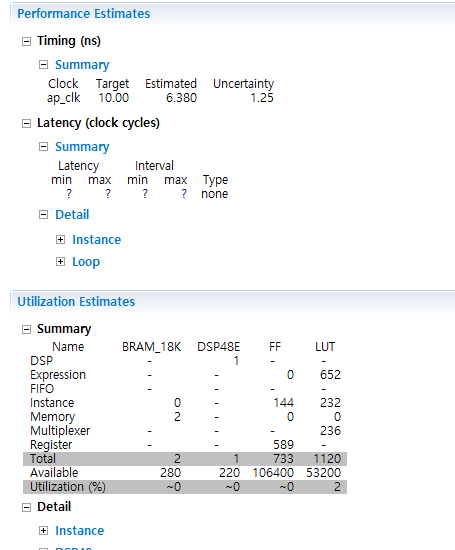 Performance Estimates
Timing (ns)
Summary
Clock Target Estimated Uncertainty
ap_clk 10.00 6.380 1.25
Latency (clock cycles)
Summary
Latency Interval
min max min max Type
? ? ? ? none
Detail
Instance
Loop
Utilization Estimates
Summary
Name BRAM_18K DSP48E FF LUT
DSP - 1 - -
Expression - - 0 652
FIFO - - - -
Instance 0 - 144 232
Memory 2 - 0 0
Multiplexer - - - 236
Register - - 589 -
Total 2 1 733 1120
Available 280 220 106400 53200
Utilization (%) ~0 ~0 ~0 2
Detail
Instance